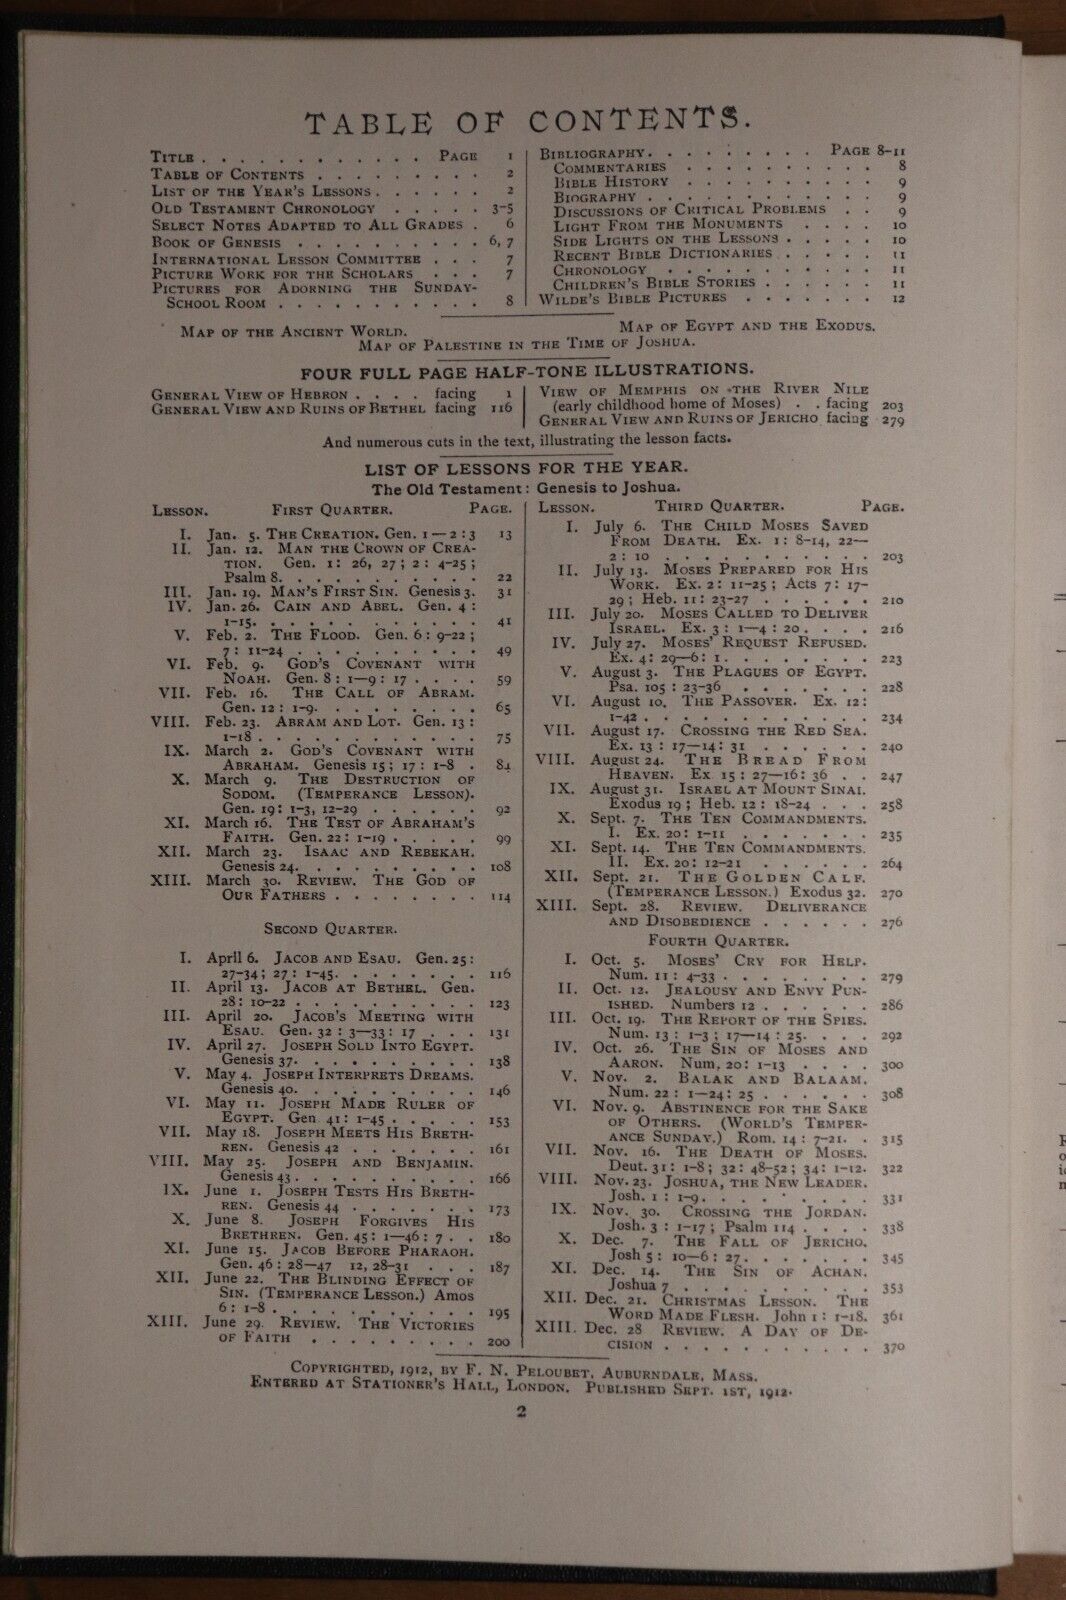 TABLE OF CONTENTS.
TITLE . . . . . . . . . . . . PAGE 1
TABLE OF CONTENTS . . . . . . . . . 2
LIST OF THE YEAR'S LESSONS . . . . . . 2
OLD TESTAMENT CHRONOLOGY . . . . . 3-5
SELECT NOTES ADAPTED TO ALL GRADES . 6
BOOK OF GENESIS . . . . . . . . . . 6, 7
INTERNATIONAL LESSON COMMITTEE . . . 7
PICTURE WORK FOR THE SCHOLARS . . . 7
PICTURES FOR ADORNING THE SUNDAY-
SCHOOL ROOM . . . . . . . . . . . 8
BIBLIOGRAPHY. . . . . . . . . PAGE 8-11
COMMENTARIES . . . . . . . . . . 8
BIBLE HISTORY . . . . . . . . . . 9
BIOGRAPHY . . . . . . . . . . . . 9
DISCUSSIONS OF CRITICAL PROBLEMS . . 9
LIGHT FROM THE MONUMENTS . . . . 10
SIDE LIGHTS ON THE LESSONS . . . . . 10
RECENT BIBLE DICTIONARIES . . . . . 11
CHRONOLOGY . . . . . . . . . . . 11
CHILDREN'S BIBLE STORIES . . . . . . 11
WILDE'S BIBLE PICTURES . . . . . . . 12
MAP OF THE ANCIENT WORLD.
MAP OF EGYPT AND THE EXODUS.
MAP OF PALESTINE IN THE TIME OF JOSHUA.
FOUR FULL PAGE HALF-TONE ILLUSTRATIONS.
GENERAL VIEW OF HEBRON . . . . facing 1
GENERAL VIEW AND RUINS OF BETHEL facing 116
VIEW OF MEMPHIS ON THE RIVER NILE
(early childhood home of Moses) . . facing 203
GENERAL VIEW AND RUINS OF JERICHO facing 279
And numerous cuts in the text, illustrating the lesson facts.
LIST OF LESSONS FOR THE YEAR.
The Old Testament: Genesis to Joshua.
LESSON. FIRST QUARTER. PAGE.
I. Jan. 5. THE CREATION. Gen. 1—2:3 13
II. Jan. 12. MAN THE CROWN OF CREA-
TION. Gen. 1: 26, 27; 2: 4-25;
Psalm 8. . . . . . . . . . . 22
III. Jan. 19. MAN'S FIRST SIN. Genesis 3. 31
IV. Jan. 26. CAIN AND ABEL. Gen. 4:
1-15. . . . . . . . . . . . 41
V. Feb. 2. THE FLOOD. Gen. 6: 9-22;
7: 11-24 . . . . . . . . . . 49
VI. Feb. 9. GOD'S COVENANT WITH
NOAH. Gen. 8: 1—9: 17 . . . . 59
VII. Feb. 16. THE CALL OF ABRAM.
Gen. 12: 1-9. . . . . . . . . 65
VIII. Feb. 23. ABRAM AND LOT. Gen. 13:
1-18 . . . . . . . . . . . . 75
IX. March 2. GOD'S COVENANT WITH
ABRAHAM. Genesis 15; 17: 1-8 . 84
X. March 9. THE DESTRUCTION OF
SODOM. (TEMPERANCE LESSON).
Gen. 19: 1-3, 12-29 . . . . . . 92
XI. March 16. THE TEST OF ABRAHAM'S
FAITH. Gen. 22: 1-19 . . . . . 99
XII. March 23. ISAAC AND REBEKAH.
Genesis 24. . . . . . . . . . 108
XIII. March 30. REVIEW. THE GOD OF
OUR FATHERS . . . . . . . . 114
SECOND QUARTER.
I. April 6. JACOB AND ESAU. Gen. 25:
27-34; 27: 1-45. . . . . . . . 116
II. April 13. JACOB AT BETHEL. Gen.
28: 10-22 . . . . . . . . . . 123
III. April 20. JACOB'S MEETING WITH
ESAU. Gen. 32: 3—33: 17 . . . 131
IV. April 27. JOSEPH SOLD INTO EGYPT.
Genesis 37. . . . . . . . . . 138
V. May 4. JOSEPH INTERPRETS DREAMS.
Genesis 40. . . . . . . . . . 146
VI. May 11. JOSEPH MADE RULER OF
EGYPT. Gen. 41: 1-45 . . . . . 153
VII. May 18. JOSEPH MEETS HIS BRETH-
REN. Genesis 42 . . . . . . . 161
VIII. May 25. JOSEPH AND BENJAMIN.
Genesis 43 . . . . . . . . . . 166
IX. June 1. JOSEPH TESTS HIS BRETH-
REN. Genesis 44 . . . . . . . 173
X. June 8. JOSEPH FORGIVES HIS
BRETHREN. Gen. 45: 1—46: 7 . . 180
XI. June 15. JACOB BEFORE PHARAOH.
Gen. 46: 28—47 12, 28-31 . . . 187
XII. June 22. THE BLINDING EFFECT OF
SIN. (TEMPERANCE LESSON.) Amos
6: 1-8 . . . . . . . . . . . 195
XIII. June 29. REVIEW. THE VICTORIES
OF FAITH . . . . . . . . . 200
LESSON. THIRD QUARTER. PAGE.
I. July 6. THE CHILD MOSES SAVED
FROM DEATH. Ex. 1: 8-14, 22—
2: 10 . . . . . . . . . . . 203
II. July 13. MOSES PREPARED FOR HIS
WORK. Ex. 2: 11-25; Acts 7: 17-
29; Heb. 11: 23-27 . . . . . . 210
III. July 20. MOSES CALLED TO DELIVER
ISRAEL. Ex. 3: 1—4: 20. . . . 216
IV. July 27. MOSES' REQUEST REFUSED.
Ex. 4: 29—6: 1. . . . . . . . 223
V. August 3. THE PLAGUES OF EGYPT.
Psa. 105: 23-36 . . . . . . . 228
VI. August 10. THE PASSOVER. Ex. 12:
1-42 . . . . . . . . . . . . 234
VII. August 17. CROSSING THE RED SEA.
Ex. 13: 17—14: 31 . . . . . . 240
VIII. August 24. THE BREAD FROM
HEAVEN. Ex 15: 27—16: 36 . . 247
IX. August 31. ISRAEL AT MOUNT SINAI.
Exodus 19; Heb. 12: 18-24 . . . 258
X. Sept. 7. THE TEN COMMANDMENTS.
I. Ex. 20: 1-11 . . . . . . . 235
XI. Sept. 14. THE TEN COMMANDMENTS.
II. Ex. 20: 12-21 . . . . . . 264
XII. Sept. 21. THE GOLDEN CALF.
(TEMPERANCE LESSON.) Exodus 32. 270
XIII. Sept. 28. REVIEW. DELIVERANCE
AND DISOBEDIENCE . . . . . . 276
FOURTH QUARTER.
I. Oct. 5. MOSES' CRY FOR HELP.
Num. 11: 4-33 . . . . . . . . 279
II. Oct. 12. JEALOUSY AND ENVY PUN-
ISHED. Numbers 12 . . . . . . 286
III. Oct. 19. THE REPORT OF THE SPIES.
Num. 13: 1-3; 17—14: 25. . . . 292
IV. Oct. 26. THE SIN OF MOSES AND
AARON. Num, 20: 1-13 . . . . 300
V. Nov. 2. BALAK AND BALAAM.
Num. 22: 1—24: 25 . . . . . . 308
VI. Nov. 9. ABSTINENCE FOR THE SAKE
OF OTHERS. (WORLD'S TEMPER-
ANCE SUNDAY.) Rom. 14: 7-21. . 315
VII. Nov. 16. THE DEATH OF MOSES.
Deut. 31: 1-8; 32: 48-52; 34: 1-12. 322
VIII. Nov. 23. JOSHUA, THE NEW LEADER.
Josh. 1: 1-9. . . . . . . . . 331
IX. Nov. 30. CROSSING THE JORDAN.
Josh. 3: 1-17; Psalm 114 . . . . 338
X. Dec. 7. THE FALL OF JERICHO.
Josh 5: 10—6: 27. . . . . . . 345
XI. Dec. 14. THE SIN OF ACHAN.
Joshua 7 . . . . . . . . . . 353
XII. Dec. 21. CHRISTMAS LESSON. THE
WORD MADE FLESH. John 1: 1-18. 361
XIII. Dec. 28 REVIEW. A DAY OF DE-
CISION . . . . . . . . . . . 370
COPYRIGHTED, 1912, BY F. N. PELOUBET, AUBURNDALE, MASS.
ENTERED AT STATIONER'S HALL, LONDON. PUBLISHED SEPT. 1ST, 1912.
2